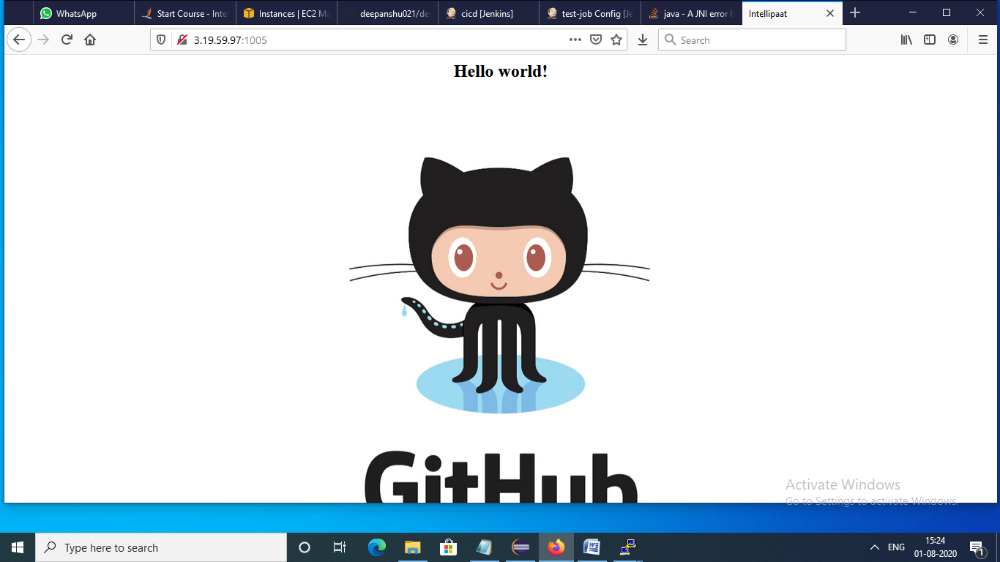 WhatsApp
Start Course - Intel
Instances | EC2 Ma
deepanshu021/de
cicd [Jenkins]
test-job Config [Je
java - A JNI error h
Intellipaat
3.19.59.97:1005
Search
Hello world!
GitHub
Activate Windows
Go to Settings to activate Windows.
Type here to search
ENG
15:24
01-08-2020
1